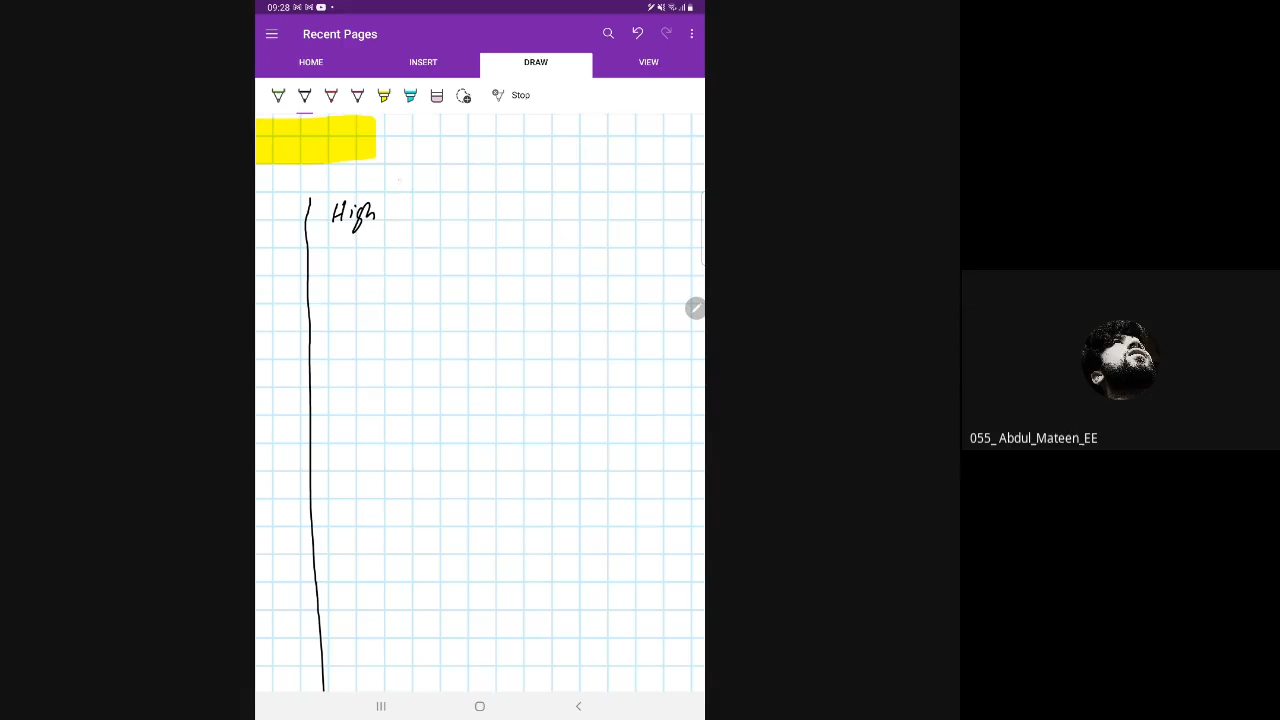 09:28
Recent Pages
HOME INSERT DRAW VIEW
Stop
High
055_ Abdul_Mateen_EE